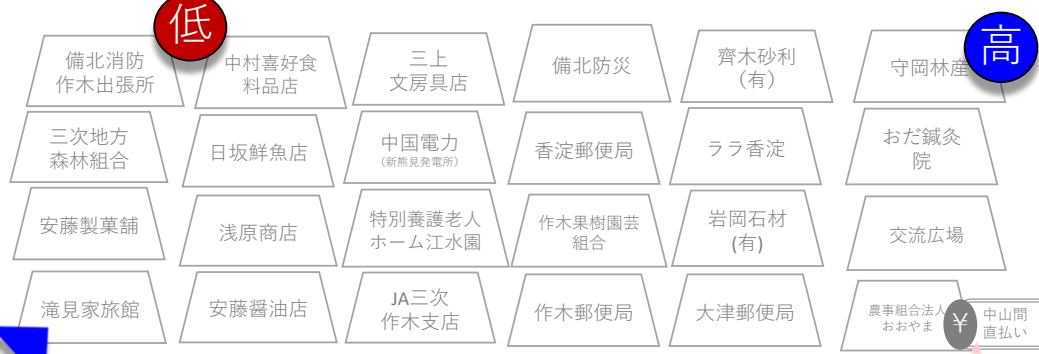 低
高
備北消防
作木出張所
中村喜好食
料品店
三上
文房具店
備北防災
齊木砂利
（有）
守岡林産
三次地方
森林組合
日坂鮮魚店
中国電力
（新熊見発電所）
香淀郵便局
ララ香淀
おだ鍼灸
院
安藤製菓舗
浅原商店
特別養護老人
ホーム江水園
作木果樹園芸
組合
岩岡石材
(有)
交流広場
滝見家旅館
安藤醤油店
JA三次
作木支店
作木郵便局
大津郵便局
農事組合法人
おおやま
¥
中山間
直払い